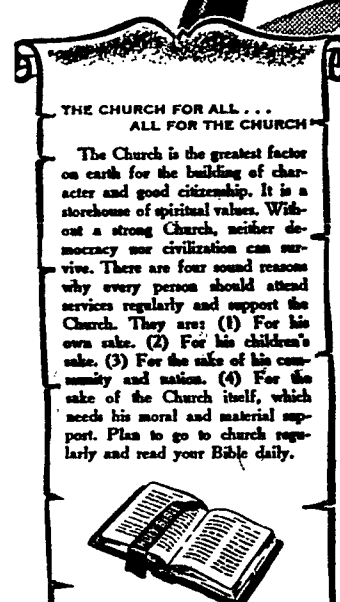 THE CHURCH FOR ALL . . .
ALL FOR THE CHURCH
The Church is the greatest factor
on earth for the building of char-
acter and good citizenship. It is a
storehouse of spiritual values. With-
out a strong Church, neither de-
mocracy nor civilization can sur-
vive. There are four sound reasons
why every person should attend
services regularly and support the
Church. They are: (1) For his
own sake. (2) For his children's
sake. (3) For the sake of his com-
munity and nation. (4) For the
sake of the Church itself, which
needs his moral and material sup-
port. Plan to go to church regu-
larly and read your Bible daily.
HOLY BIBLE